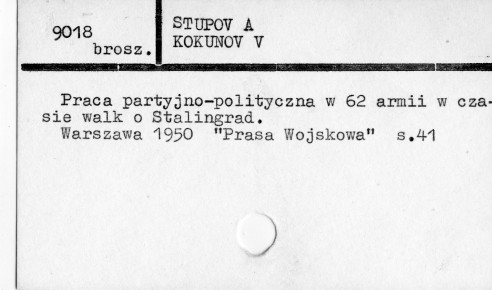 9018
brosz.
STUPOV A
KOKUNOV V
Praca partyjno-polityczna w 62 armii w cza-
sie walk o Stalingrad.
Warszawa 1950 "Prasa Wojskowa" s.41